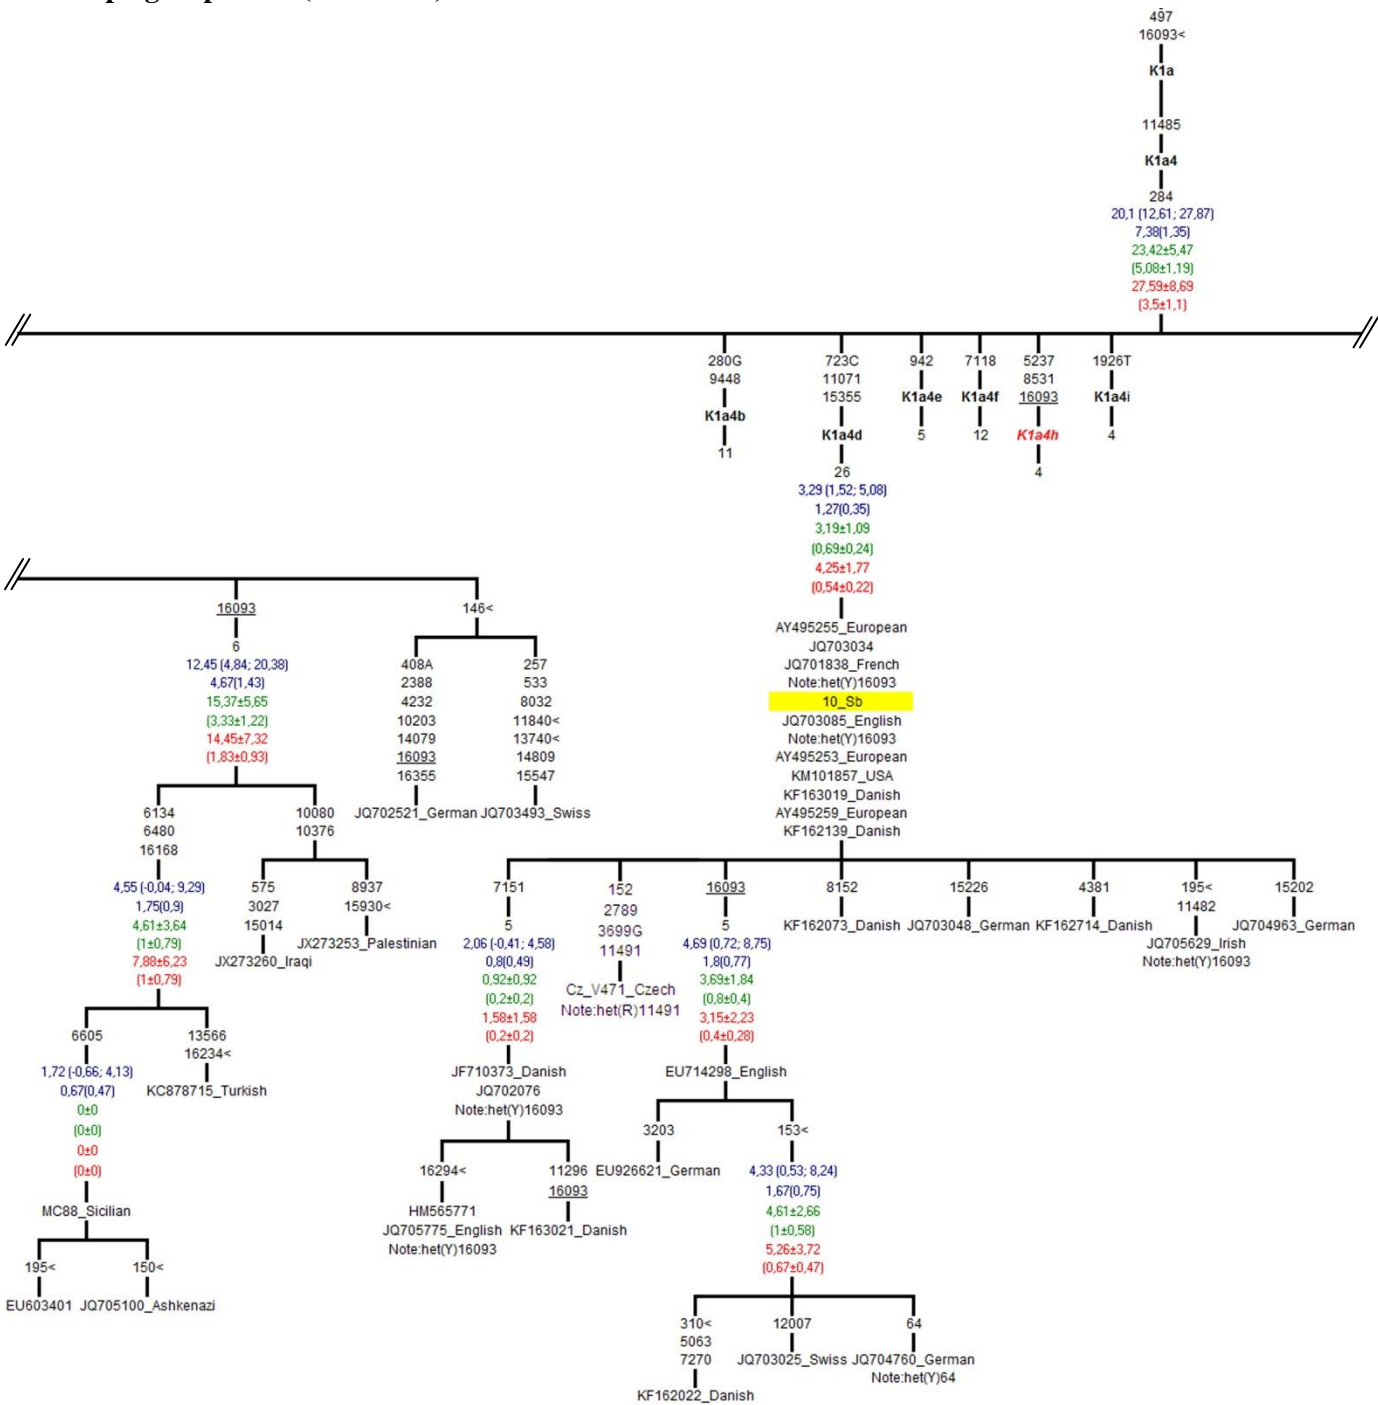 497
16093<
K1a
11485
K1a4
284
20,1 (12,61; 27,87)
7,38(1,35)
23,42±5,47
(5,08±1,19)
27,59±8,69
(3,5±1,1)
280G
9448
K1a4b
11
723C
11071
15355
K1a4d
26
3,29 (1,52; 5,08)
1,27(0,35)
3,19±1,09
(0,69±0,24)
4,25±1,77
(0,54±0,22)
942
K1a4e
5
7118
K1a4f
12
5237
8531
16093
K1a4h
4
1926T
K1a4i
4
AY495255_European
JQ703034
JQ701838_French
Note:het(Y)16093
10_Sb
JQ703085_English
Note:het(Y)16093
AY495253_European
KM101857_USA
KF163019_Danish
AY495259_European
KF162139_Danish
16093
6
12,45 (4,84; 20,38)
4,67(1,43)
15,37±5,65
(3,33±1,22)
14,45±7,32
(1,83±0,93)
146<
408A
2388
4232
10203
14079
16093
16355
JQ702521_German
257
533
8032
11840<
13740<
14809
15547
JQ703493_Swiss
6134
6480
16168
4,55 (-0,04; 9,29)
1,75(0,9)
4,61±3,64
(1±0,79)
7,88±6,23
(1±0,79)
10080
10376
575
3027
15014
JX273260_Iraqi
8937
15930<
JX273253_Palestinian
6605
1,72 (-0,66; 4,13)
0,67(0,47)
0±0
(0±0)
0±0
(0±0)
MC88_Sicilian
13566
16234<
KC878715_Turkish
195<
EU603401
150<
JQ705100_Ashkenazi
7151
5
2,06 (-0,41; 4,58)
0,8(0,49)
0,92±0,92
(0,2±0,2)
1,58±1,58
(0,2±0,2)
JF710373_Danish
JQ702076
Note:het(Y)16093
16294<
HM565771
JQ705775_English
Note:het(Y)16093
11296
16093
KF163021_Danish
152
2789
3699G
11491
Cz_V471_Czech
Note:het(R)11491
16093
5
4,69 (0,72; 8,75)
1,8(0,77)
3,69±1,84
(0,8±0,4)
3,15±2,23
(0,4±0,28)
EU714298_English
3203
EU926621_German
153<
4,33 (0,53; 8,24)
1,67(0,75)
4,61±2,66
(1±0,58)
5,26±3,72
(0,67±0,47)
310<
5063
7270
KF162022_Danish
12007
JQ703025_Swiss
64
JQ704760_German
Note:het(Y)64
8152
KF162073_Danish
15226
JQ703048_German
4381
KF162714_Danish
195<
11482
JQ705629_Irish
Note:het(Y)16093
15202
JQ704963_German